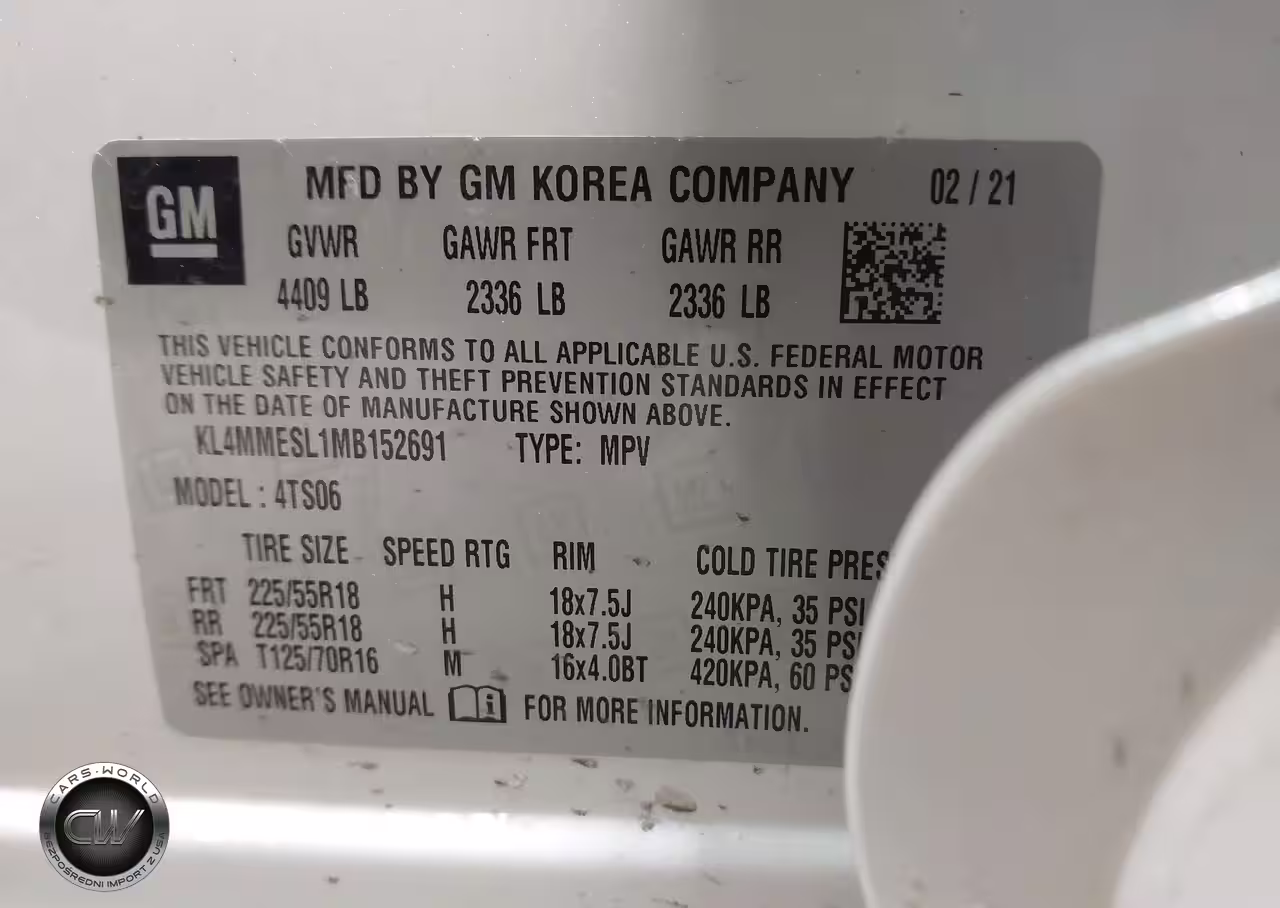 GM
MFD BY GM KOREA COMPANY 02 / 21
GVWR GAWR FRT GAWR RR
4409 LB 2336 LB 2336 LB
THIS VEHICLE CONFORMS TO ALL APPLICABLE U.S. FEDERAL MOTOR
VEHICLE SAFETY AND THEFT PREVENTION STANDARDS IN EFFECT
ON THE DATE OF MANUFACTURE SHOWN ABOVE.
KL4MMESL1MB152691 TYPE: MPV
MODEL : 4TS06
TIRE SIZE SPEED RTG RIM COLD TIRE PRES
FRT 225/55R18 H 18x7.5J 240KPA, 35 PSI
RR 225/55R18 H 18x7.5J 240KPA, 35 PSI
SPA T125/70R16 M 16x4.0BT 420KPA, 60 PS
SEE OWNER'S MANUAL i FOR MORE INFORMATION.
CARS-WORLD
CW
BEZPOŚREDNI IMPORT Z USA